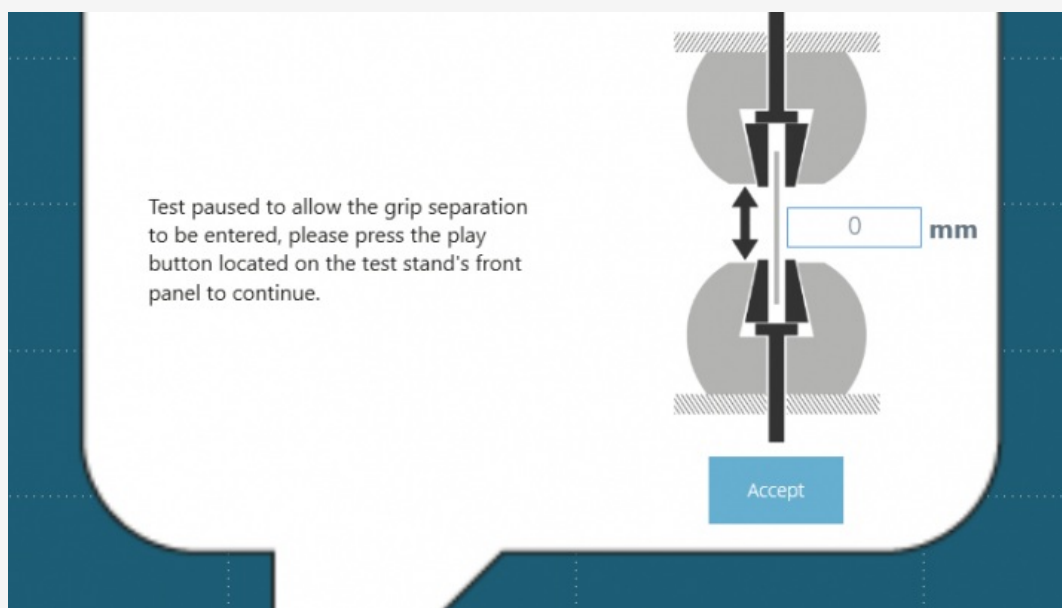 Test paused to allow the grip separation
to be entered, please press the play
button located on the test stand's front
panel to continue.
0 mm
Accept